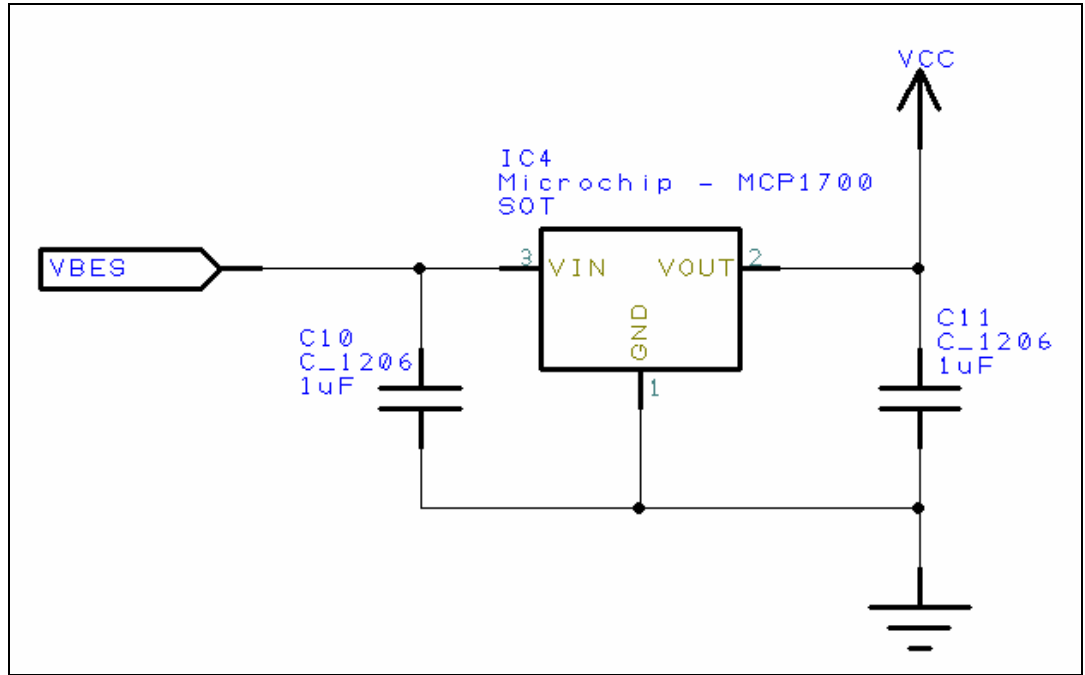 VCC
IC4
Microchip - MCP1700
SOT
VBES
3
VIN
VOUT
2
GND
1
C10
C_1206
1uF
C11
C_1206
1uF